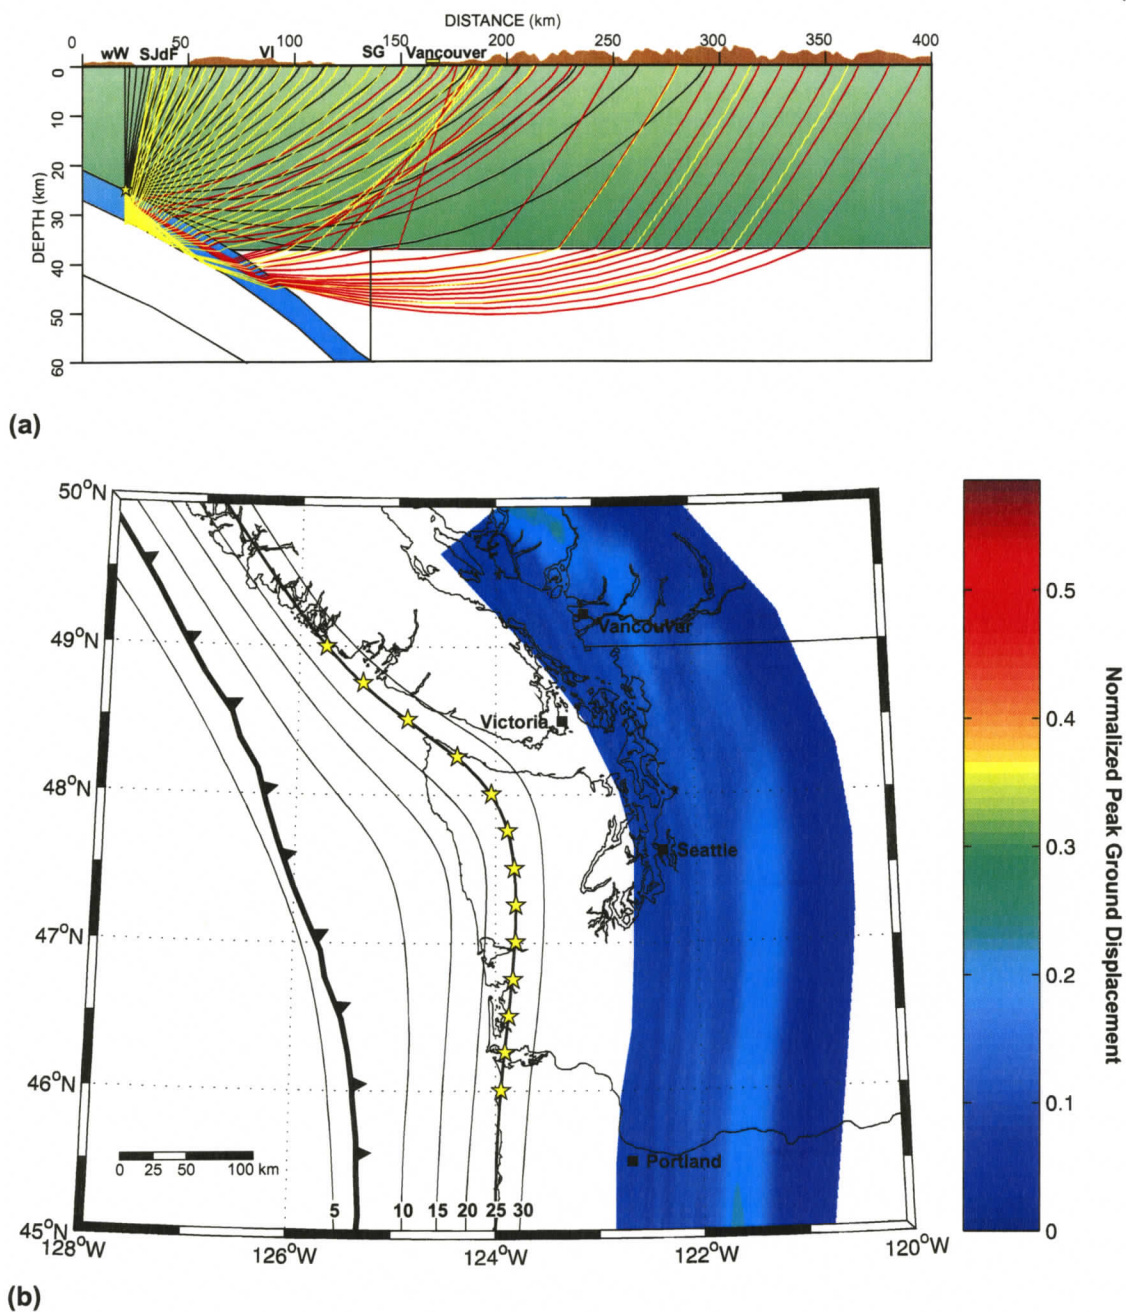 DISTANCE (km)
0 50 100 150 200 250 300 350 400
wW SJdF VI SG Vancouver
0
10
20
30
40
50
60
DEPTH (km)
(a)
50°N
49°N
48°N
47°N
46°N
45°N
128°W 126°W 124°W 122°W 120°W
Vancouver
Victoria
Seattle
Portland
0 25 50 100 km
5 10 15 20 25 30
0.5
0.4
0.3
0.2
0.1
0
Normalized Peak Ground Displacement
(b)